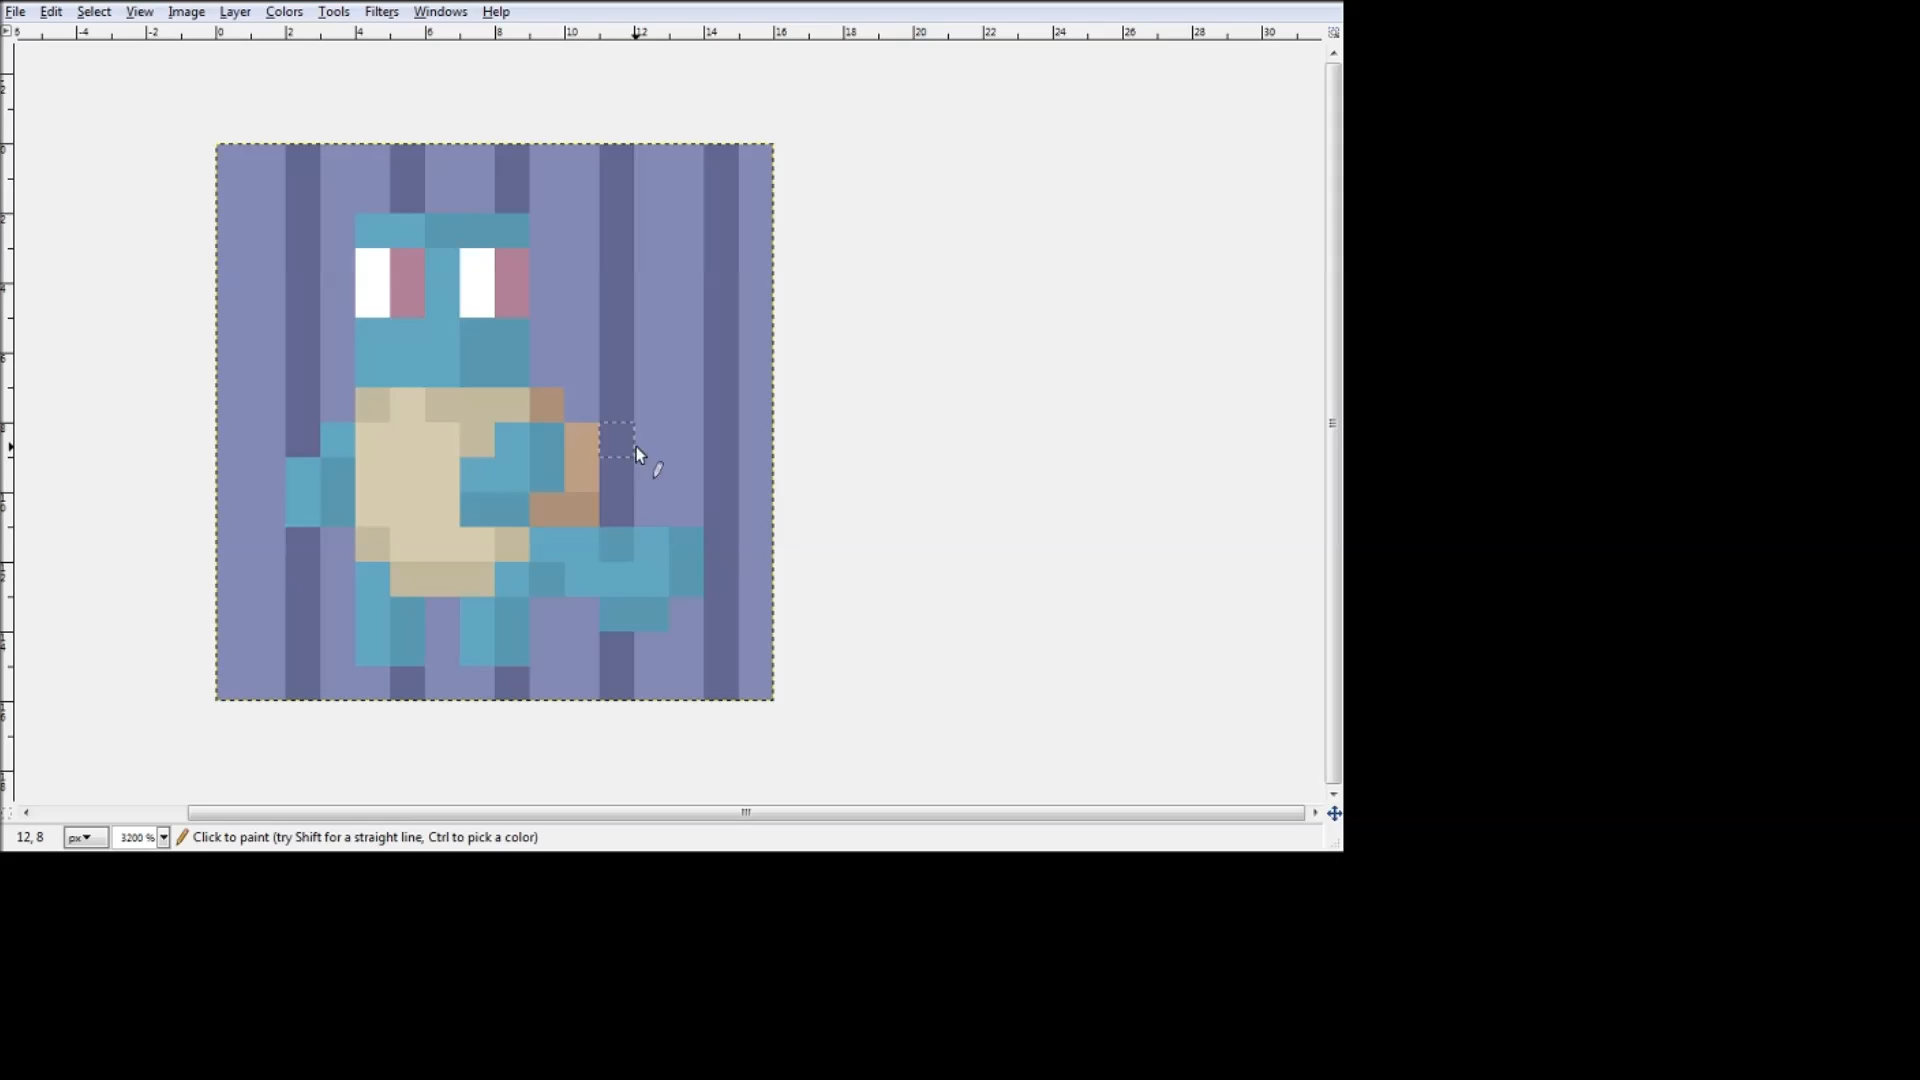 File Edit Select View Image Layer Colors Tools Filters Windows Help
-4 -2 0 2 4 6 8 10 12 14 16 18 20 22 24 26 28 30
12, 8 px 3200 % Click to paint (try Shift for a straight line, Ctrl to pick a color)